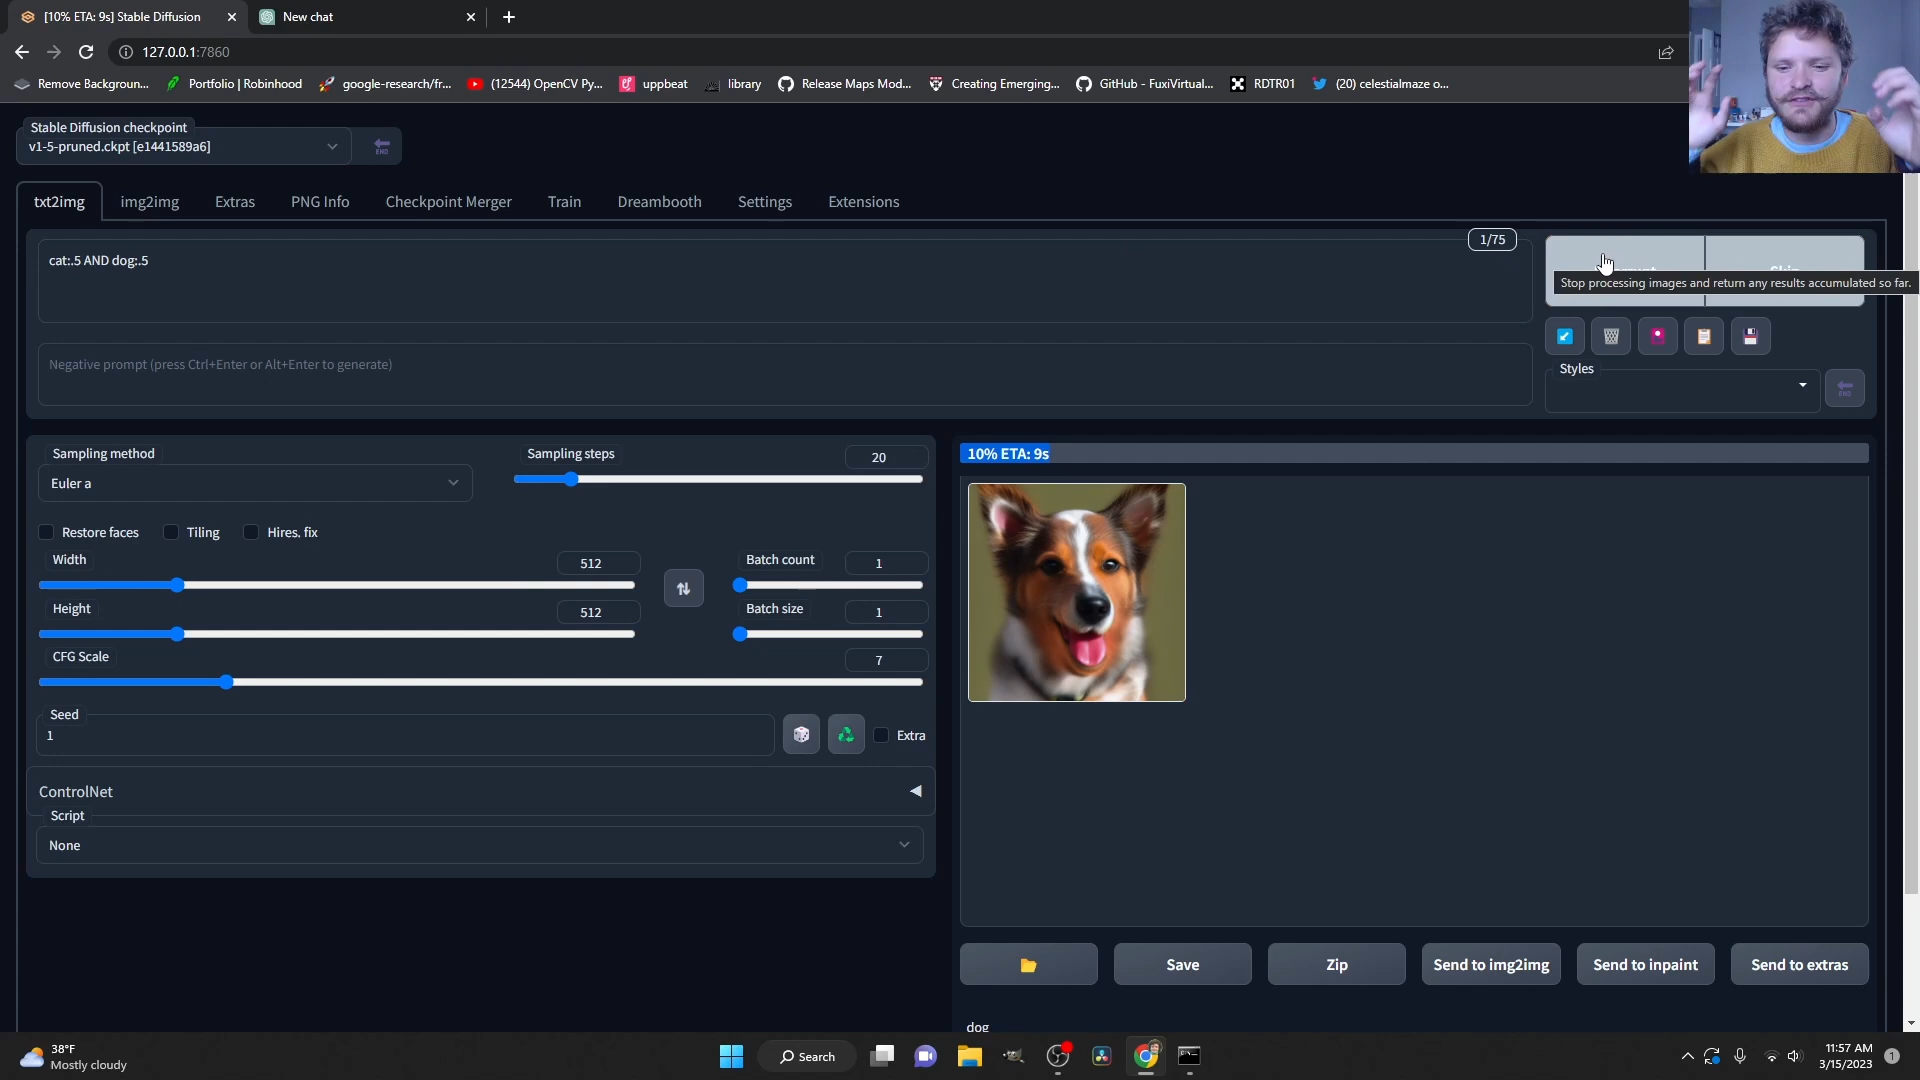 [10% ETA: 9s] Stable Diffusion
New chat
127.0.0.1:7860
Remove Backgroun...
Portfolio | Robinhood
google-research/fr...
(12544) OpenCV Py...
uppbeat
library
Release Maps Mod...
Creating Emerging...
GitHub - FuxiVirtual...
RDTR01
(20) celestialmaze o...
Stable Diffusion checkpoint
v1-5-pruned.ckpt [e1441589a6]
txt2img
img2img
Extras
PNG Info
Checkpoint Merger
Train
Dreambooth
Settings
Extensions
cat:.5 AND dog:.5
1/75
Stop processing images and return any results accumulated so far.
Negative prompt (press Ctrl+Enter or Alt+Enter to generate)
Styles
Sampling method
Euler a
Sampling steps
20
Restore faces
Tiling
Hires. fix
Width
512
Height
512
Batch count
1
Batch size
1
CFG Scale
7
Seed
1
Extra
ControlNet
Script
None
10% ETA: 9s
Save
Zip
Send to img2img
Send to inpaint
Send to extras
dog
38°F
Mostly cloudy
Search
11:57 AM
3/15/2023
1